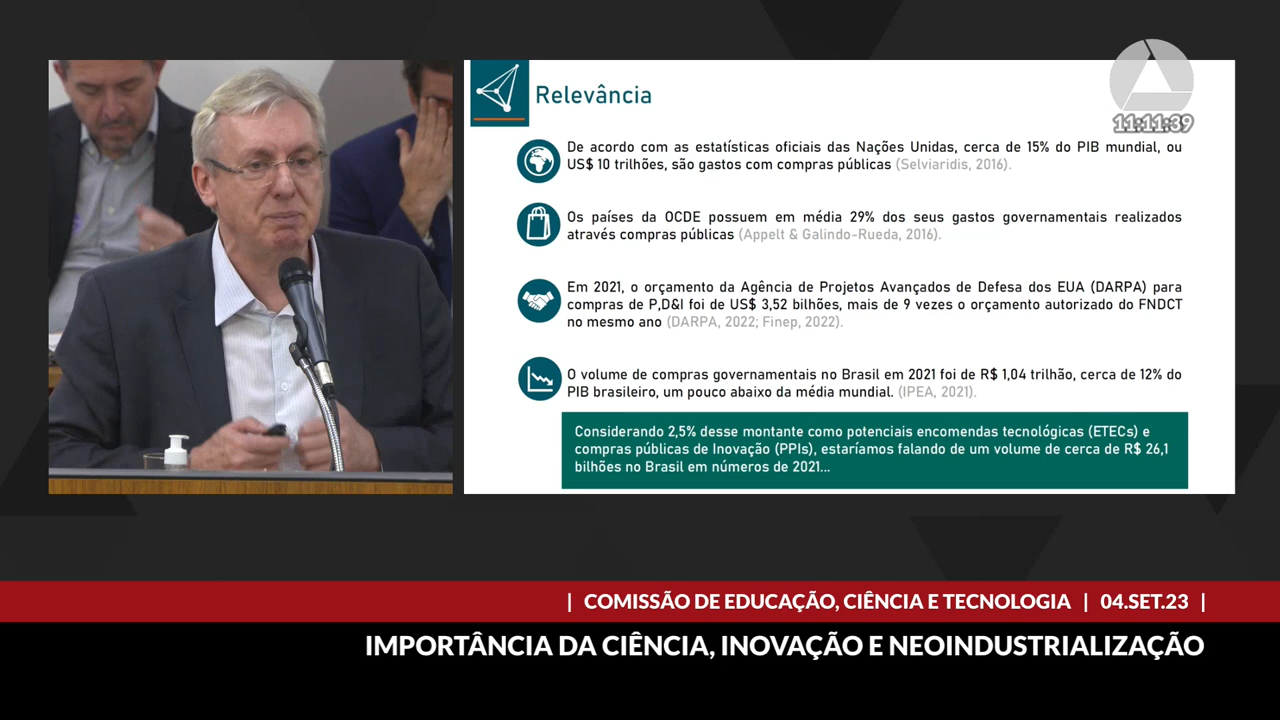 Relevância
11:11:39
De acordo com as estatísticas oficiais das Nações Unidas, cerca de 15% do PIB mundial, ou
US$ 10 trilhões, são gastos com compras públicas (Selviaridis, 2016).
Os países da OCDE possuem em média 29% dos seus gastos governamentais realizados
através compras públicas (Appelt & Galindo-Rueda, 2016).
Em 2021, o orçamento da Agência de Projetos Avançados de Defesa dos EUA (DARPA) para
compras de P,D&I foi de US$ 3,52 bilhões, mais de 9 vezes o orçamento autorizado do FNDCT
no mesmo ano (DARPA, 2022; Finep, 2022).
O volume de compras governamentais no Brasil em 2021 foi de R$ 1,04 trilhão, cerca de 12% do
PIB brasileiro, um pouco abaixo da média mundial. (IPEA, 2021).
Considerando 2,5% desse montante como potenciais encomendas tecnológicas (ETECs) e
compras públicas de Inovação (PPIs), estaríamos falando de um volume de cerca de R$ 26,1
bilhões no Brasil em números de 2021...
| COMISSÃO DE EDUCAÇÃO, CIÊNCIA E TECNOLOGIA | 04.SET.23 |
IMPORTÂNCIA DA CIÊNCIA, INOVAÇÃO E NEOINDUSTRIALIZAÇÃO